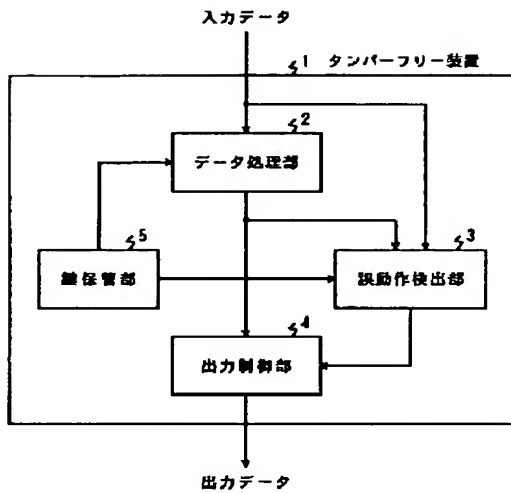 入力データ
1 タンパーフリー装置
2
データ処理部
5
鍵保管部
3
誤動作検出部
4
出力制御部
出力データ